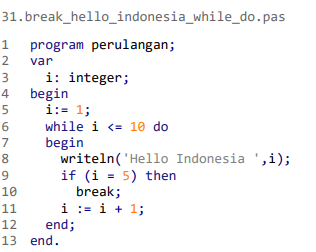 31.break_hello_indonesia_while_do.pas
1 program perulangan;
2 var
3   i: integer;
4 begin
5   i:= 1;
6   while i <= 10 do
7   begin
8     writeln('Hello Indonesia ',i);
9     if (i = 5) then
10       break;
11     i := i + 1;
12   end;
13 end.